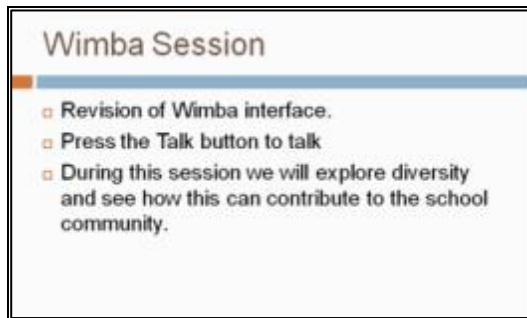 Wimba Session
Revision of Wimba interface.
Press the Talk button to talk
During this session we will explore diversity
and see how this can contribute to the school
community.